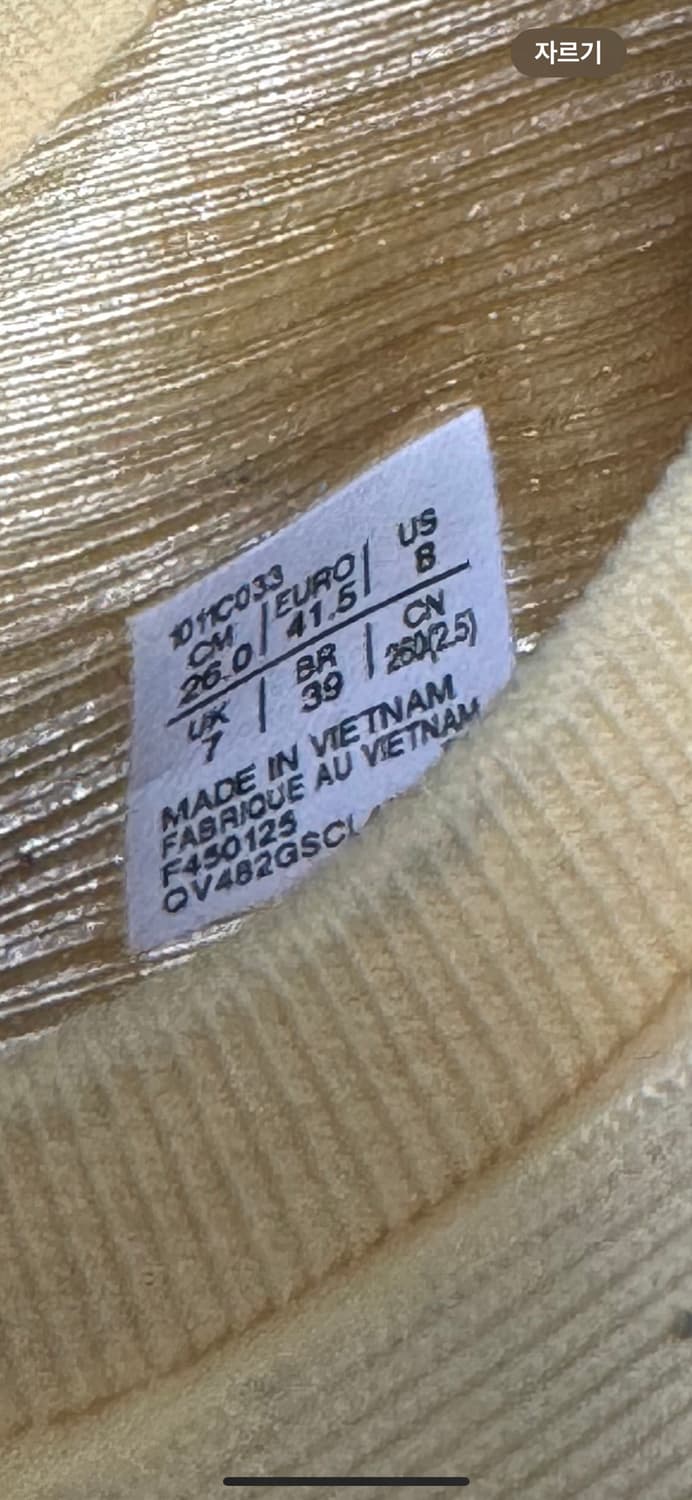 자르기
1011C033
CM | EURO | US
26.0 | 41.5 | 8
UK | BR | CN
7 | 39 | 260(2.5)
MADE IN VIETNAM
FABRIQUE AU VIETNAM
F450125